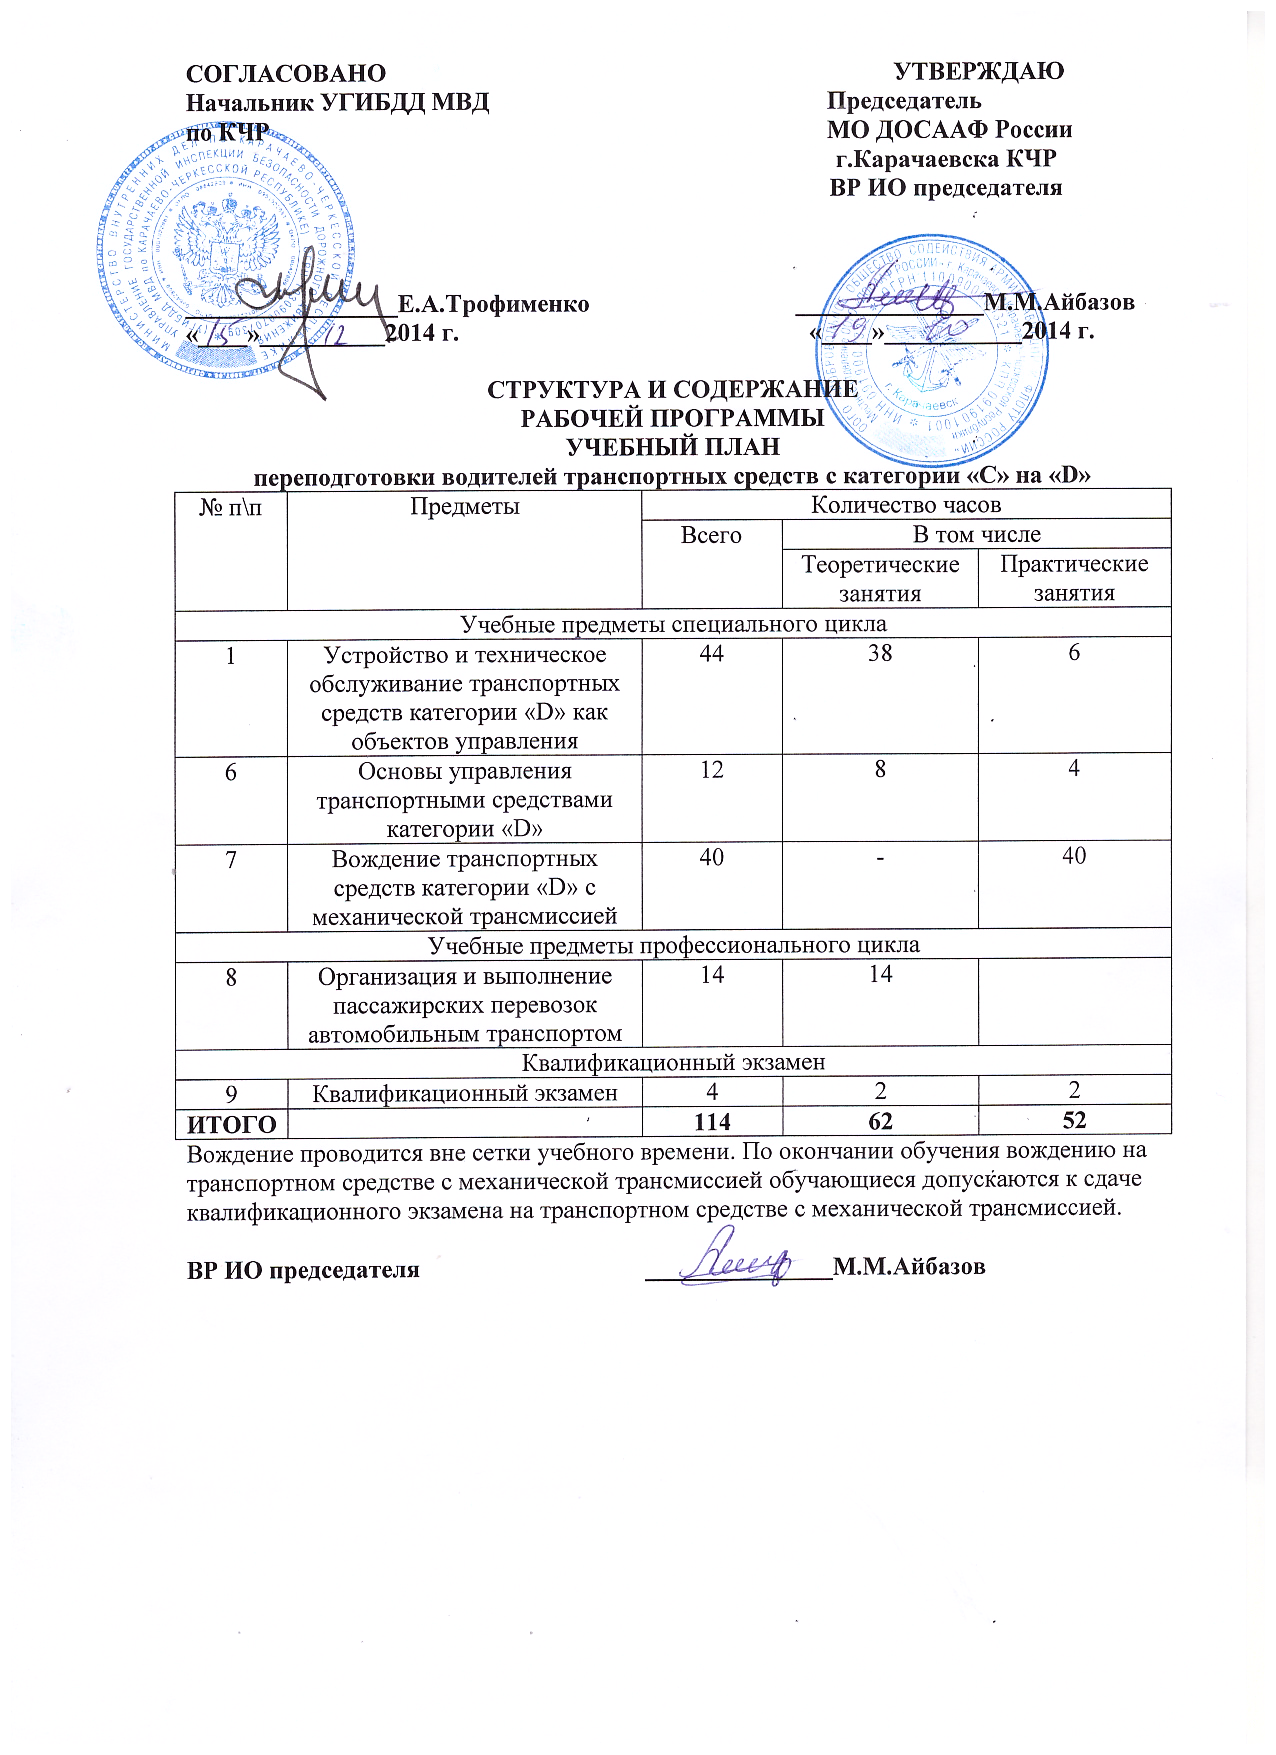 СОГЛАСОВАНО
Начальник УГИБДД МВД
по КЧР
Е.А.Трофименко
«15» 12 2014 г.
УТВЕРЖДАЮ
Председатель
МО ДОСААФ России
г.Карачаевска КЧР
ВР ИО председателя
М.М.Айбазов
«19» 2014 г.
СТРУКТУРА И СОДЕРЖАНИЕ
РАБОЧЕЙ ПРОГРАММЫ
УЧЕБНЫЙ ПЛАН
переподготовки водителей транспортных средств с категории «С» на «D»
№ п\п
Предметы
Количество часов
Всего
В том числе
Теоретические
занятия
Практические
занятия
Учебные предметы специального цикла
1
Устройство и техническое
обслуживание транспортных
средств категории «D» как
объектов управления
44
38
6
6
Основы управления
транспортными средствами
категории «D»
12
8
4
7
Вождение транспортных
средств категории «D» с
механической трансмиссией
40
-
40
Учебные предметы профессионального цикла
8
Организация и выполнение
пассажирских перевозок
автомобильным транспортом
14
14
Квалификационный экзамен
9
Квалификационный экзамен
4
2
2
ИТОГО
114
62
52
Вождение проводится вне сетки учебного времени. По окончании обучения вождению на
транспортном средстве с механической трансмиссией обучающиеся допускаются к сдаче
квалификационного экзамена на транспортном средстве с механической трансмиссией.
ВР ИО председателя
М.М.Айбазов